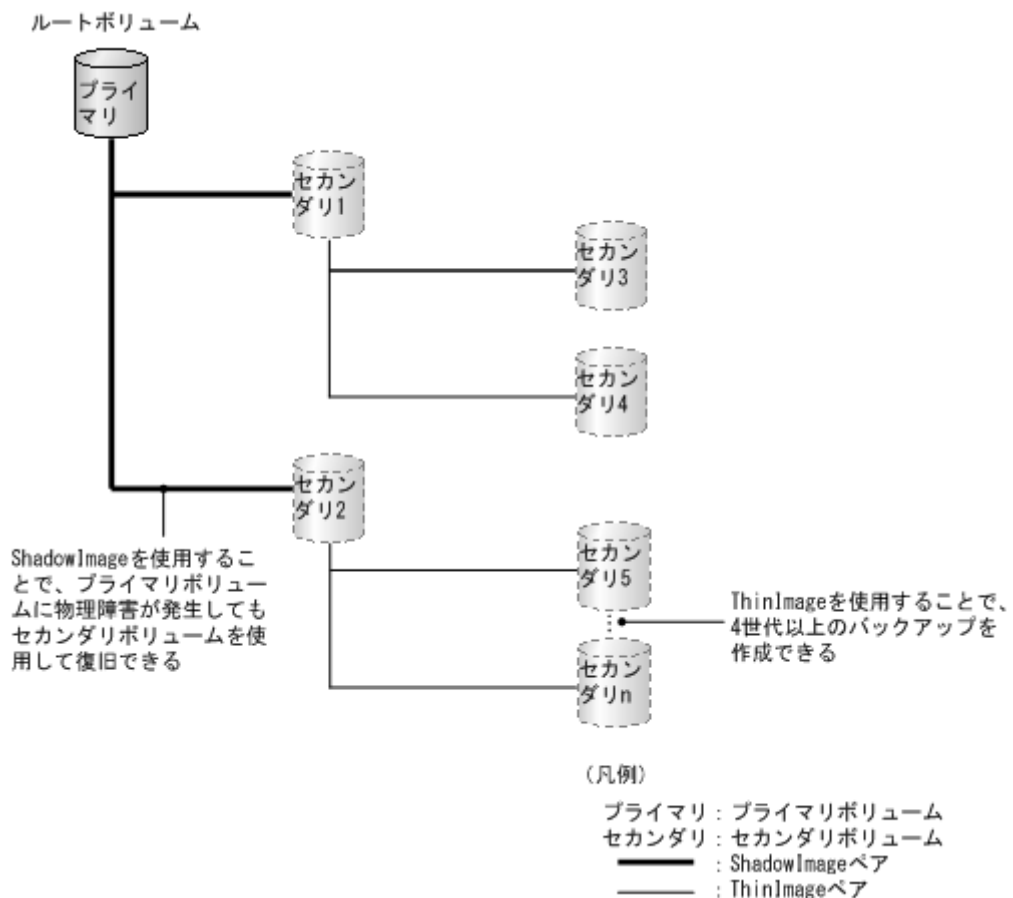 ルートボリューム
プライ
マリ
セカン
ダリ1
セカン
ダリ3
セカン
ダリ4
セカン
ダリ2
ShadowImageを使用するこ
とで、プライマリボリュー
ムに物理障害が発生しても
セカンダリボリュームを使
用して復旧できる
セカン
ダリ5
ThinImageを使用することで、
4世代以上のバックアップを
作成できる
セカン
ダリn
(凡例)
プライマリ：プライマリボリューム
セカンダリ：セカンダリボリューム
：ShadowImageペア
：ThinImageペア